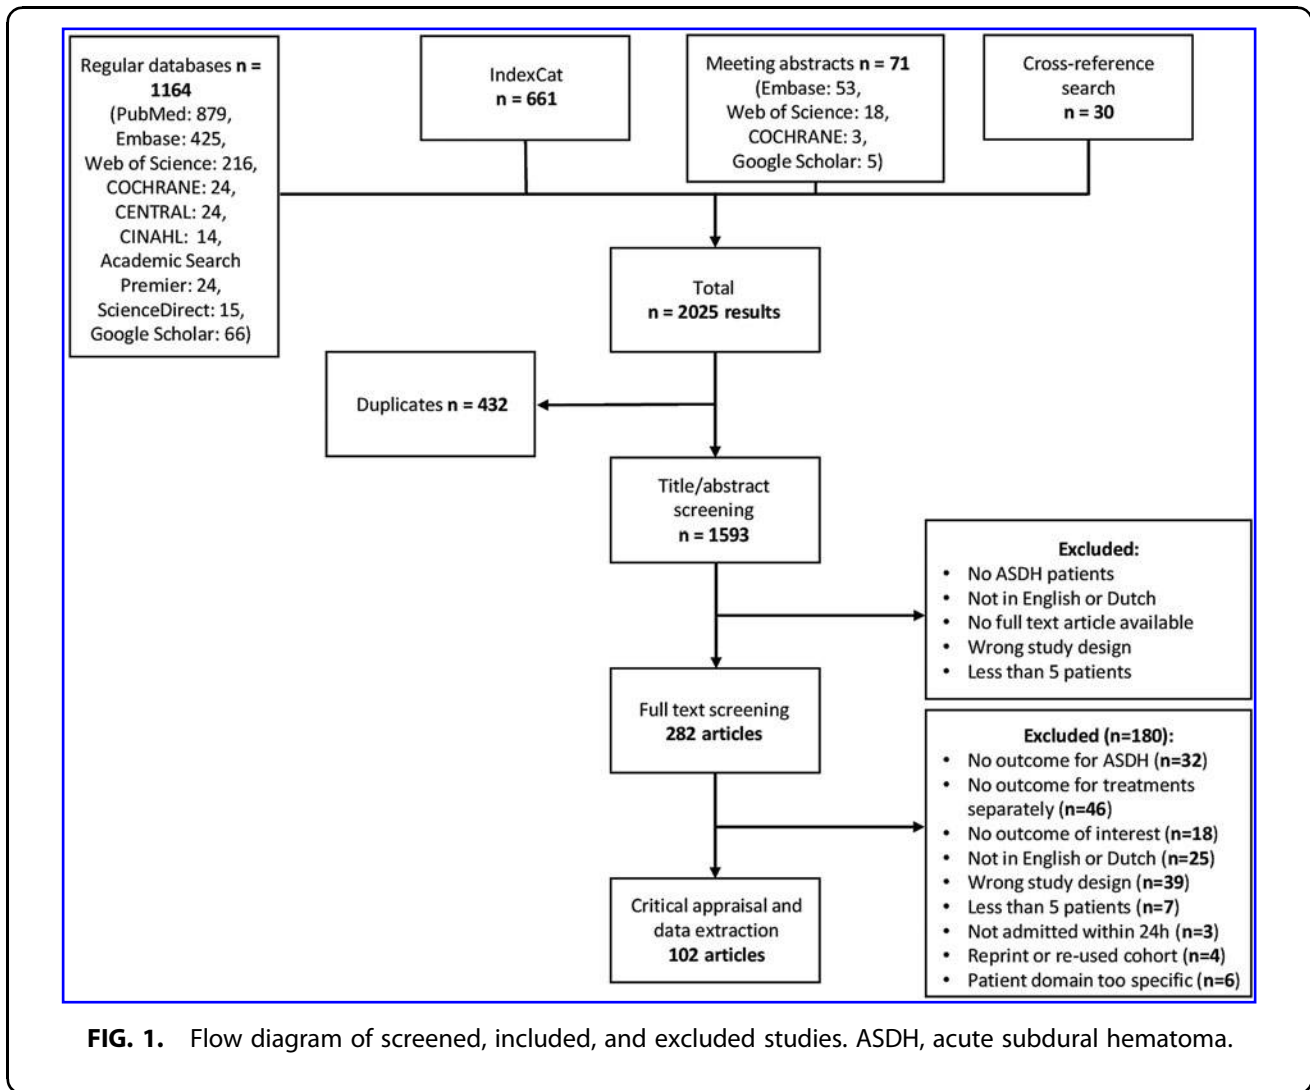 Regular databases n =
1164
(PubMed: 879,
Embase: 425,
Web of Science: 216,
COCHRANE: 24,
CENTRAL: 24,
CINAHL: 14,
Academic Search
Premier: 24,
ScienceDirect: 15,
Google Scholar: 66)
IndexCat
n = 661
Meeting abstracts n = 71
(Embase: 53,
Web of Science: 18,
COCHRANE: 3,
Google Scholar: 5)
Cross-reference
search
n = 30
Total
n = 2025 results
Duplicates n = 432
Title/abstract
screening
n = 1593
Excluded:
• No ASDH patients
• Not in English or Dutch
• No full text article available
• Wrong study design
• Less than 5 patients
Full text screening
282 articles
Excluded (n=180):
• No outcome for ASDH (n=32)
• No outcome for treatments
separately (n=46)
• No outcome of interest (n=18)
• Not in English or Dutch (n=25)
• Wrong study design (n=39)
• Less than 5 patients (n=7)
• Not admitted within 24h (n=3)
• Reprint or re-used cohort (n=4)
• Patient domain too specific (n=6)
Critical appraisal and
data extraction
102 articles
FIG. 1. Flow diagram of screened, included, and excluded studies. ASDH, acute subdural hematoma.